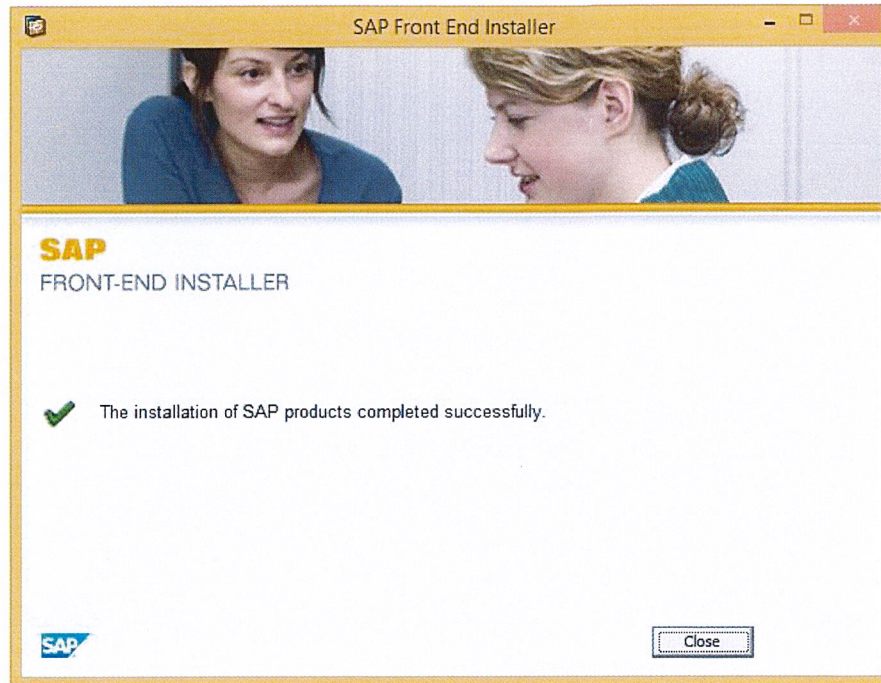 SAP Front End Installer
SAP
FRONT-END INSTALLER
The installation of SAP products completed successfully.
SAP
Close